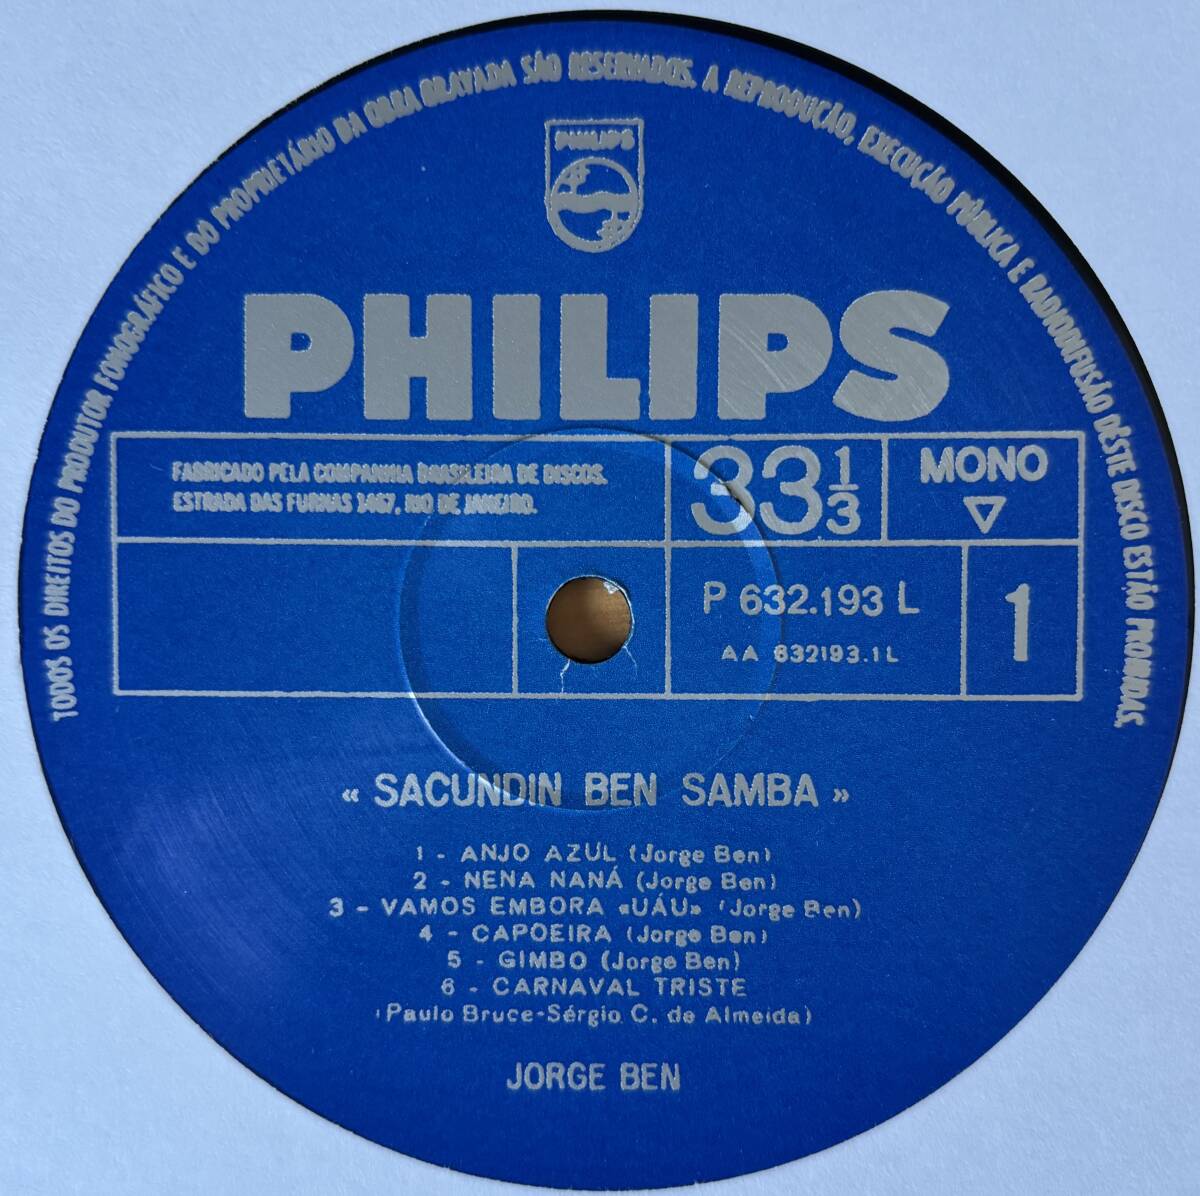 TODOS OS DIREITOS DO PRODUTOR FONOGRÁFICO E DO PROPRIETÁRIO DA OBRA GRAVADA SÃO RESERVADOS. A REPRODUÇÃO, EXECUÇÃO PÚBLICA E RADIODIFUSÃO DÊSTE DISCO ESTÃO PROIBIDAS.
PHILIPS
PHILIPS
FABRICADO PELA COMPANHIA BRASILEIRA DE DISCOS.
ESTRADA DAS FURNAS 1467, RIO DE JANEIRO.
33 1/3
MONO
▽
P 632.193 L
AA 632193.1L
1
« SACUNDIN BEN SAMBA »
1 - ANJO AZUL (Jorge Ben)
2 - NENA NANÁ (Jorge Ben)
3 - VAMOS EMBORA «UÁU» (Jorge Ben)
4 - CAPOEIRA (Jorge Ben)
5 - GIMBO (Jorge Ben)
6 - CARNAVAL TRISTE
(Paulo Bruce-Sérgio C. de Almeida)
JORGE BEN